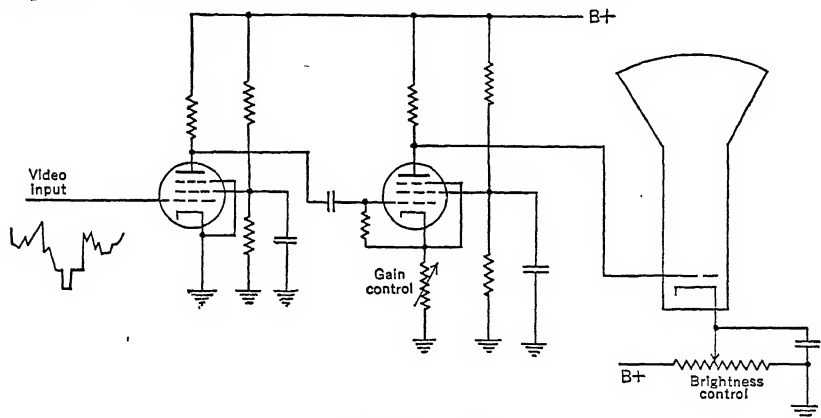 B+
Video
input
Gain
control
B+
Brightness
control